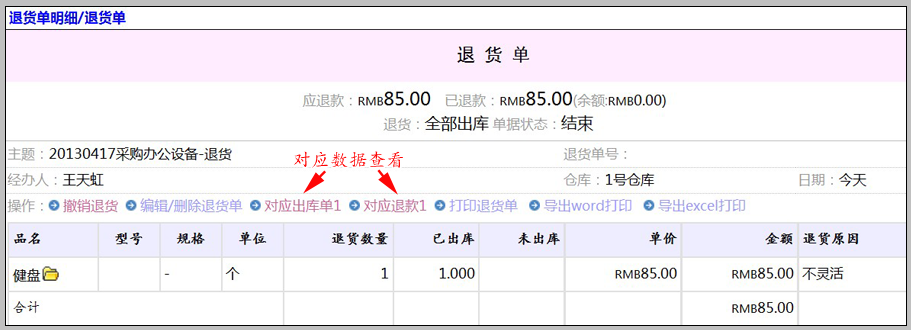 退货单明细/退货单
退 货 单
应退款：RMB85.00 已退款：RMB85.00(余额:RMB0.00)
退货：全部出库 单据状态：结束
主题：20130417采购办公设备-退货 退货单号：
对应数据查看
经办人：王天虹 仓库：1号仓库 日期：今天
操作： 撤销退货 编辑/删除退货单 对应出库单1 对应退款1 打印退货单 导出word打印 导出excel打印
品名 型号 规格 单位 退货数量 已出库 未出库 单价 金额 退货原因
健盘 - 个 1 1.000 RMB85.00 RMB85.00 不灵活
合计 RMB85.00